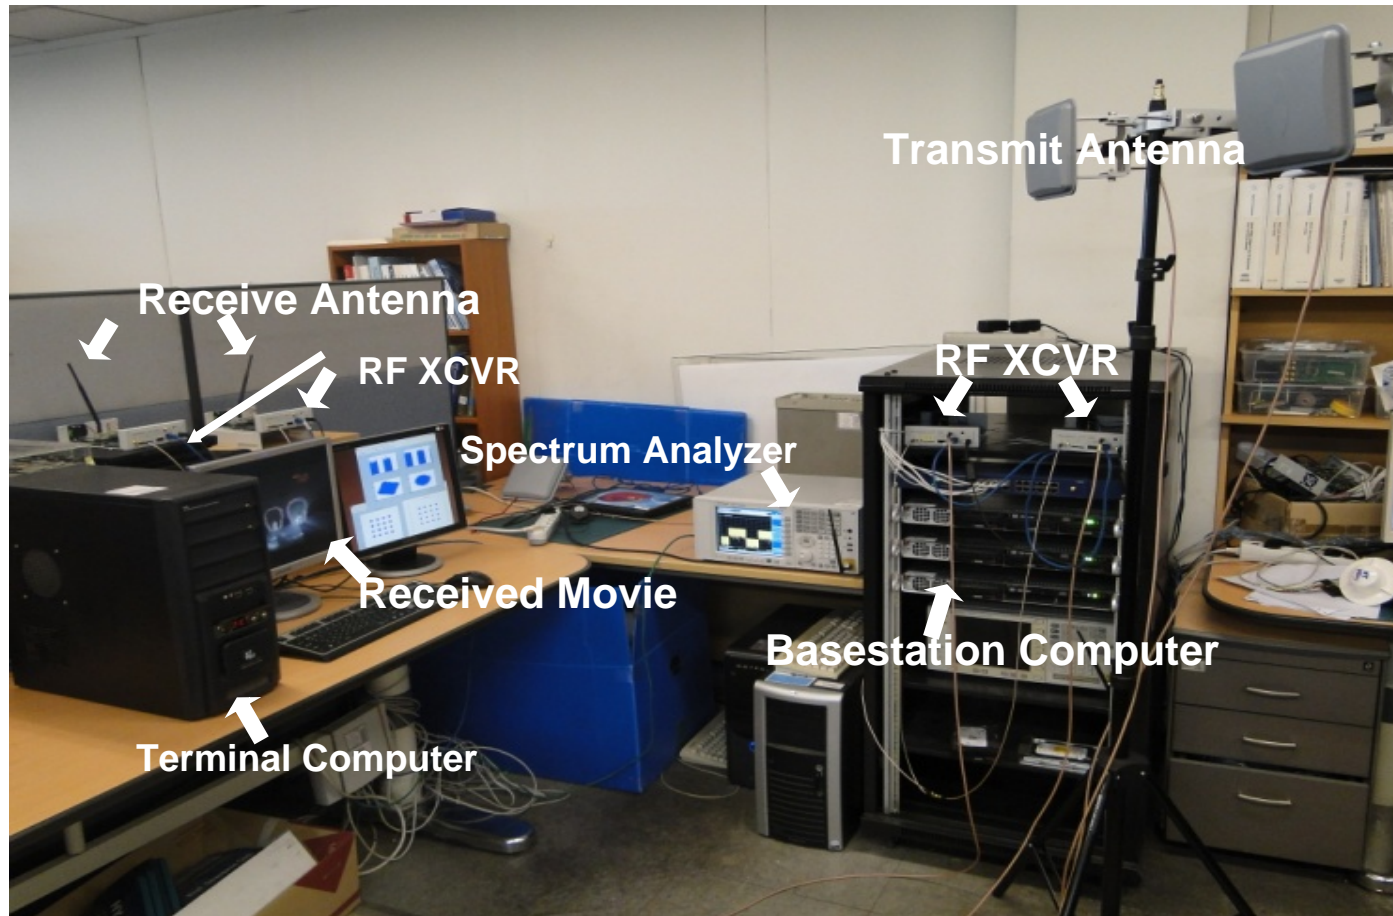 Transmit Antenna
Receive Antenna
RF XCVR
RF XCVR
Spectrum Analyzer
Received Movie
Basestation Computer
Terminal Computer